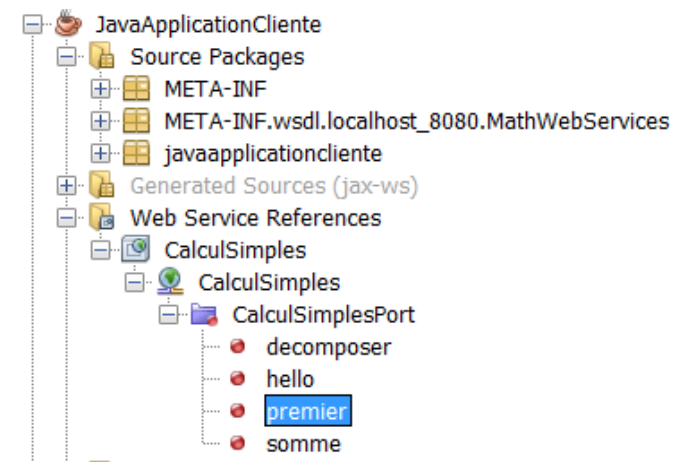 JavaApplicationCliente
Source Packages
META-INF
META-INF.wsdl.localhost_8080.MathWebServices
javaapplicationcliente
Generated Sources (jax-ws)
Web Service References
CalculSimples
CalculSimples
CalculSimplesPort
decomposer
hello
premier
somme